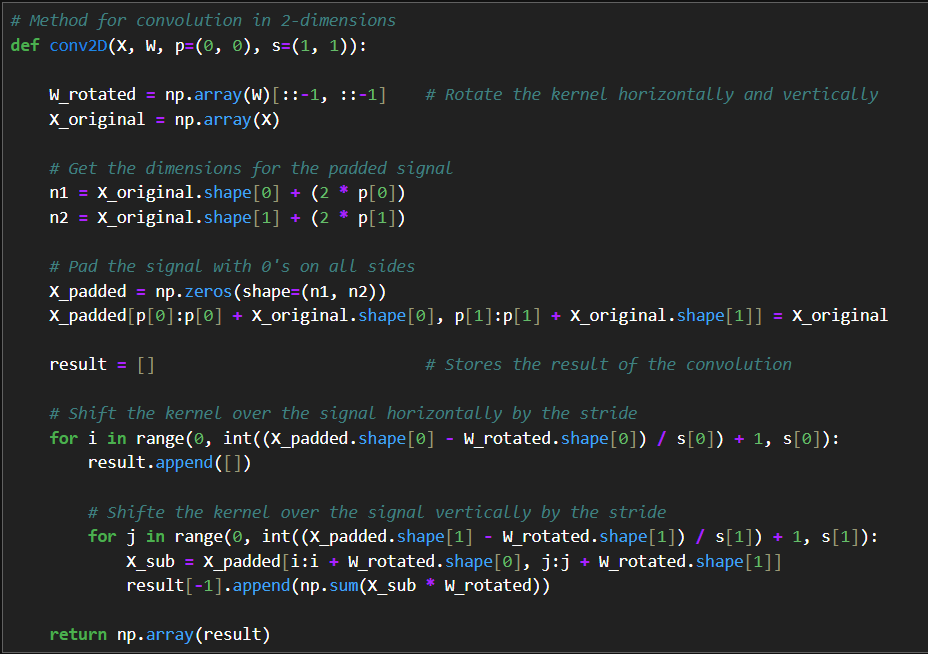 # Method for convolution in 2-dimensions
def conv2D(X, W, p=(0, 0), s=(1, 1)):
    W_rotated = np.array(W)[::-1, ::-1]    # Rotate the kernel horizontally and vertically
    X_original = np.array(X)
    # Get the dimensions for the padded signal
    n1 = X_original.shape[0] + (2 * p[0])
    n2 = X_original.shape[1] + (2 * p[1])
    # Pad the signal with 0's on all sides
    X_padded = np.zeros(shape=(n1, n2))
    X_padded[p[0]:p[0] + X_original.shape[0], p[1]:p[1] + X_original.shape[1]] = X_original
    result = []                            # Stores the result of the convolution
    # Shift the kernel over the signal horizontally by the stride
    for i in range(0, int((X_padded.shape[0] - W_rotated.shape[0]) / s[0]) + 1, s[0]):
        result.append([])
        # Shifte the kernel over the signal vertically by the stride
        for j in range(0, int((X_padded.shape[1] - W_rotated.shape[1]) / s[1]) + 1, s[1]):
            X_sub = X_padded[i:i + W_rotated.shape[0], j:j + W_rotated.shape[1]]
            result[-1].append(np.sum(X_sub * W_rotated))
    return np.array(result)